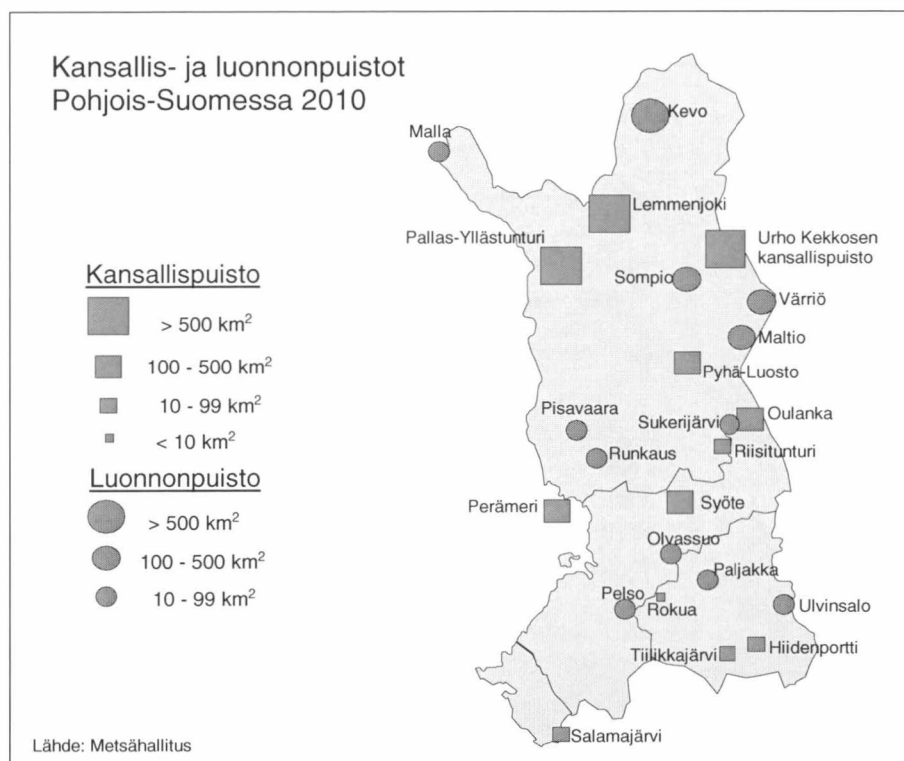 Kansallis- ja luonnonpuistot
Pohjois-Suomessa 2010
Kevo
Malla
Lemmenjoki
Pallas-Yllästunturi
Urho Kekkosen
kansallispuisto
Sompio
Värriö
Maltio
Pyhä-Luosto
Pisavaara
Sukerijärvi
Oulanka
Runkaus
Riisitunturi
Perämeri
Syöte
Olvassuo
Paljakka
Pelso
Rokua
Ulvinsalo
Tiilikkajärvi
Hiidenportti
Salamajärvi
Kansallispuisto
> 500 km²
100 - 500 km²
10 - 99 km²
< 10 km²
Luonnonpuisto
> 500 km²
100 - 500 km²
10 - 99 km²
Lähde: Metsähallitus